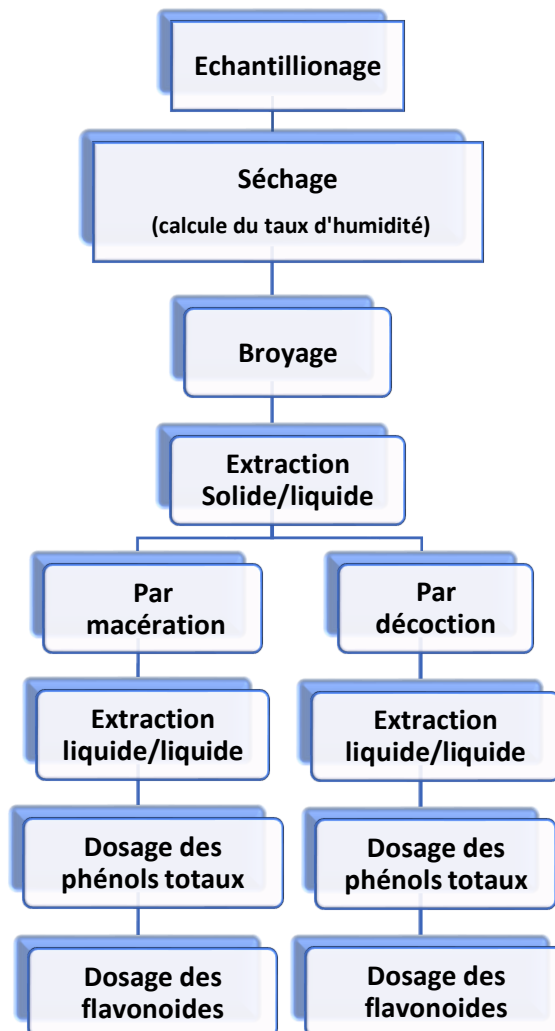 Echantillionage
Séchage
(calcule du taux d'humidité)
Broyage
Extraction
Solide/liquide
Par
macération
Extraction
liquide/liquide
Dosage des
phénols totaux
Dosage des
flavonoides
Par
décoction
Extraction
liquide/liquide
Dosage des
phénols totaux
Dosage des
flavonoides